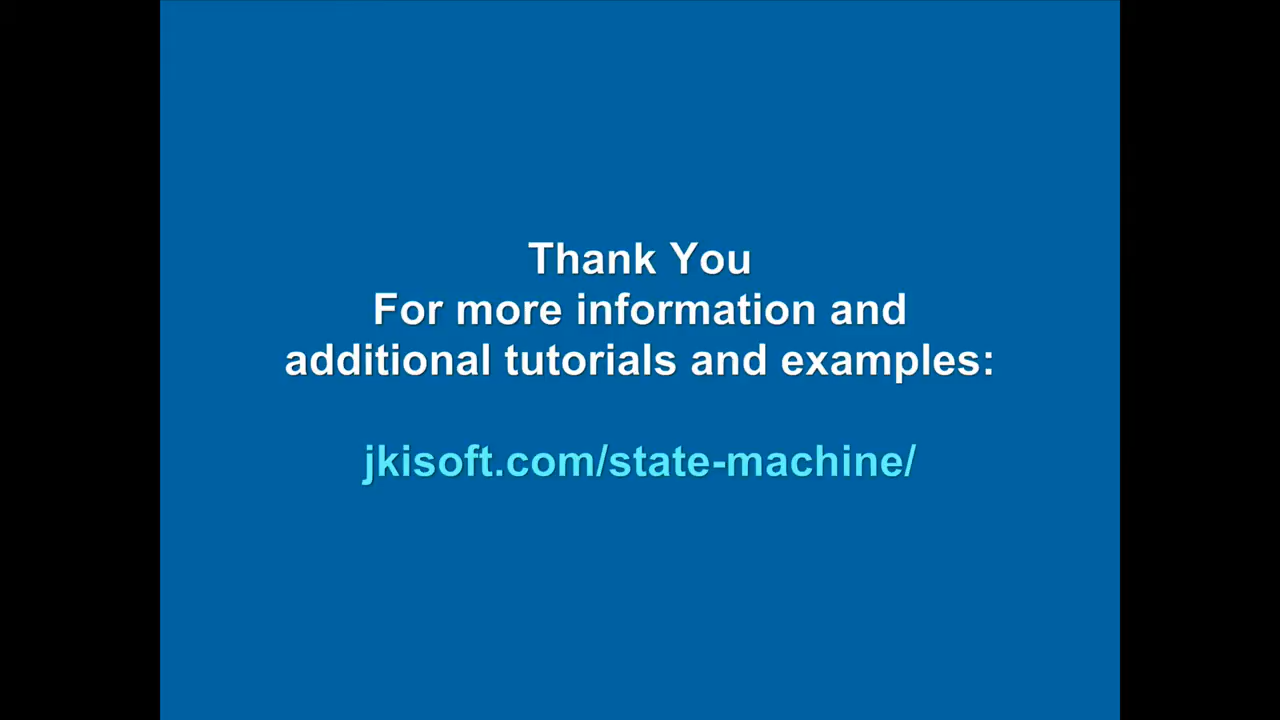 Thank You
For more information and
additional tutorials and examples:
jkisoft.com/state-machine/